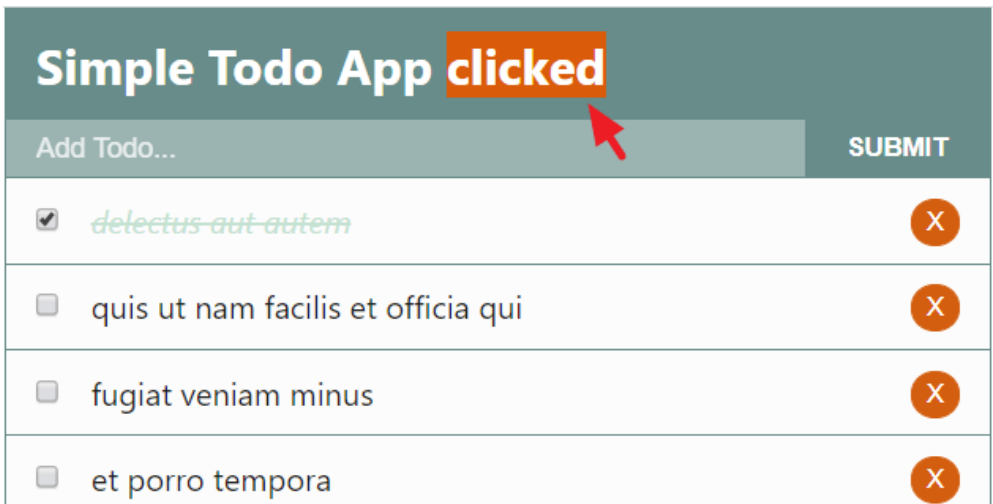 Simple Todo App clicked
Add Todo... SUBMIT
delectus aut autem X
quis ut nam facilis et officia qui X
fugiat veniam minus X
et porro tempora X